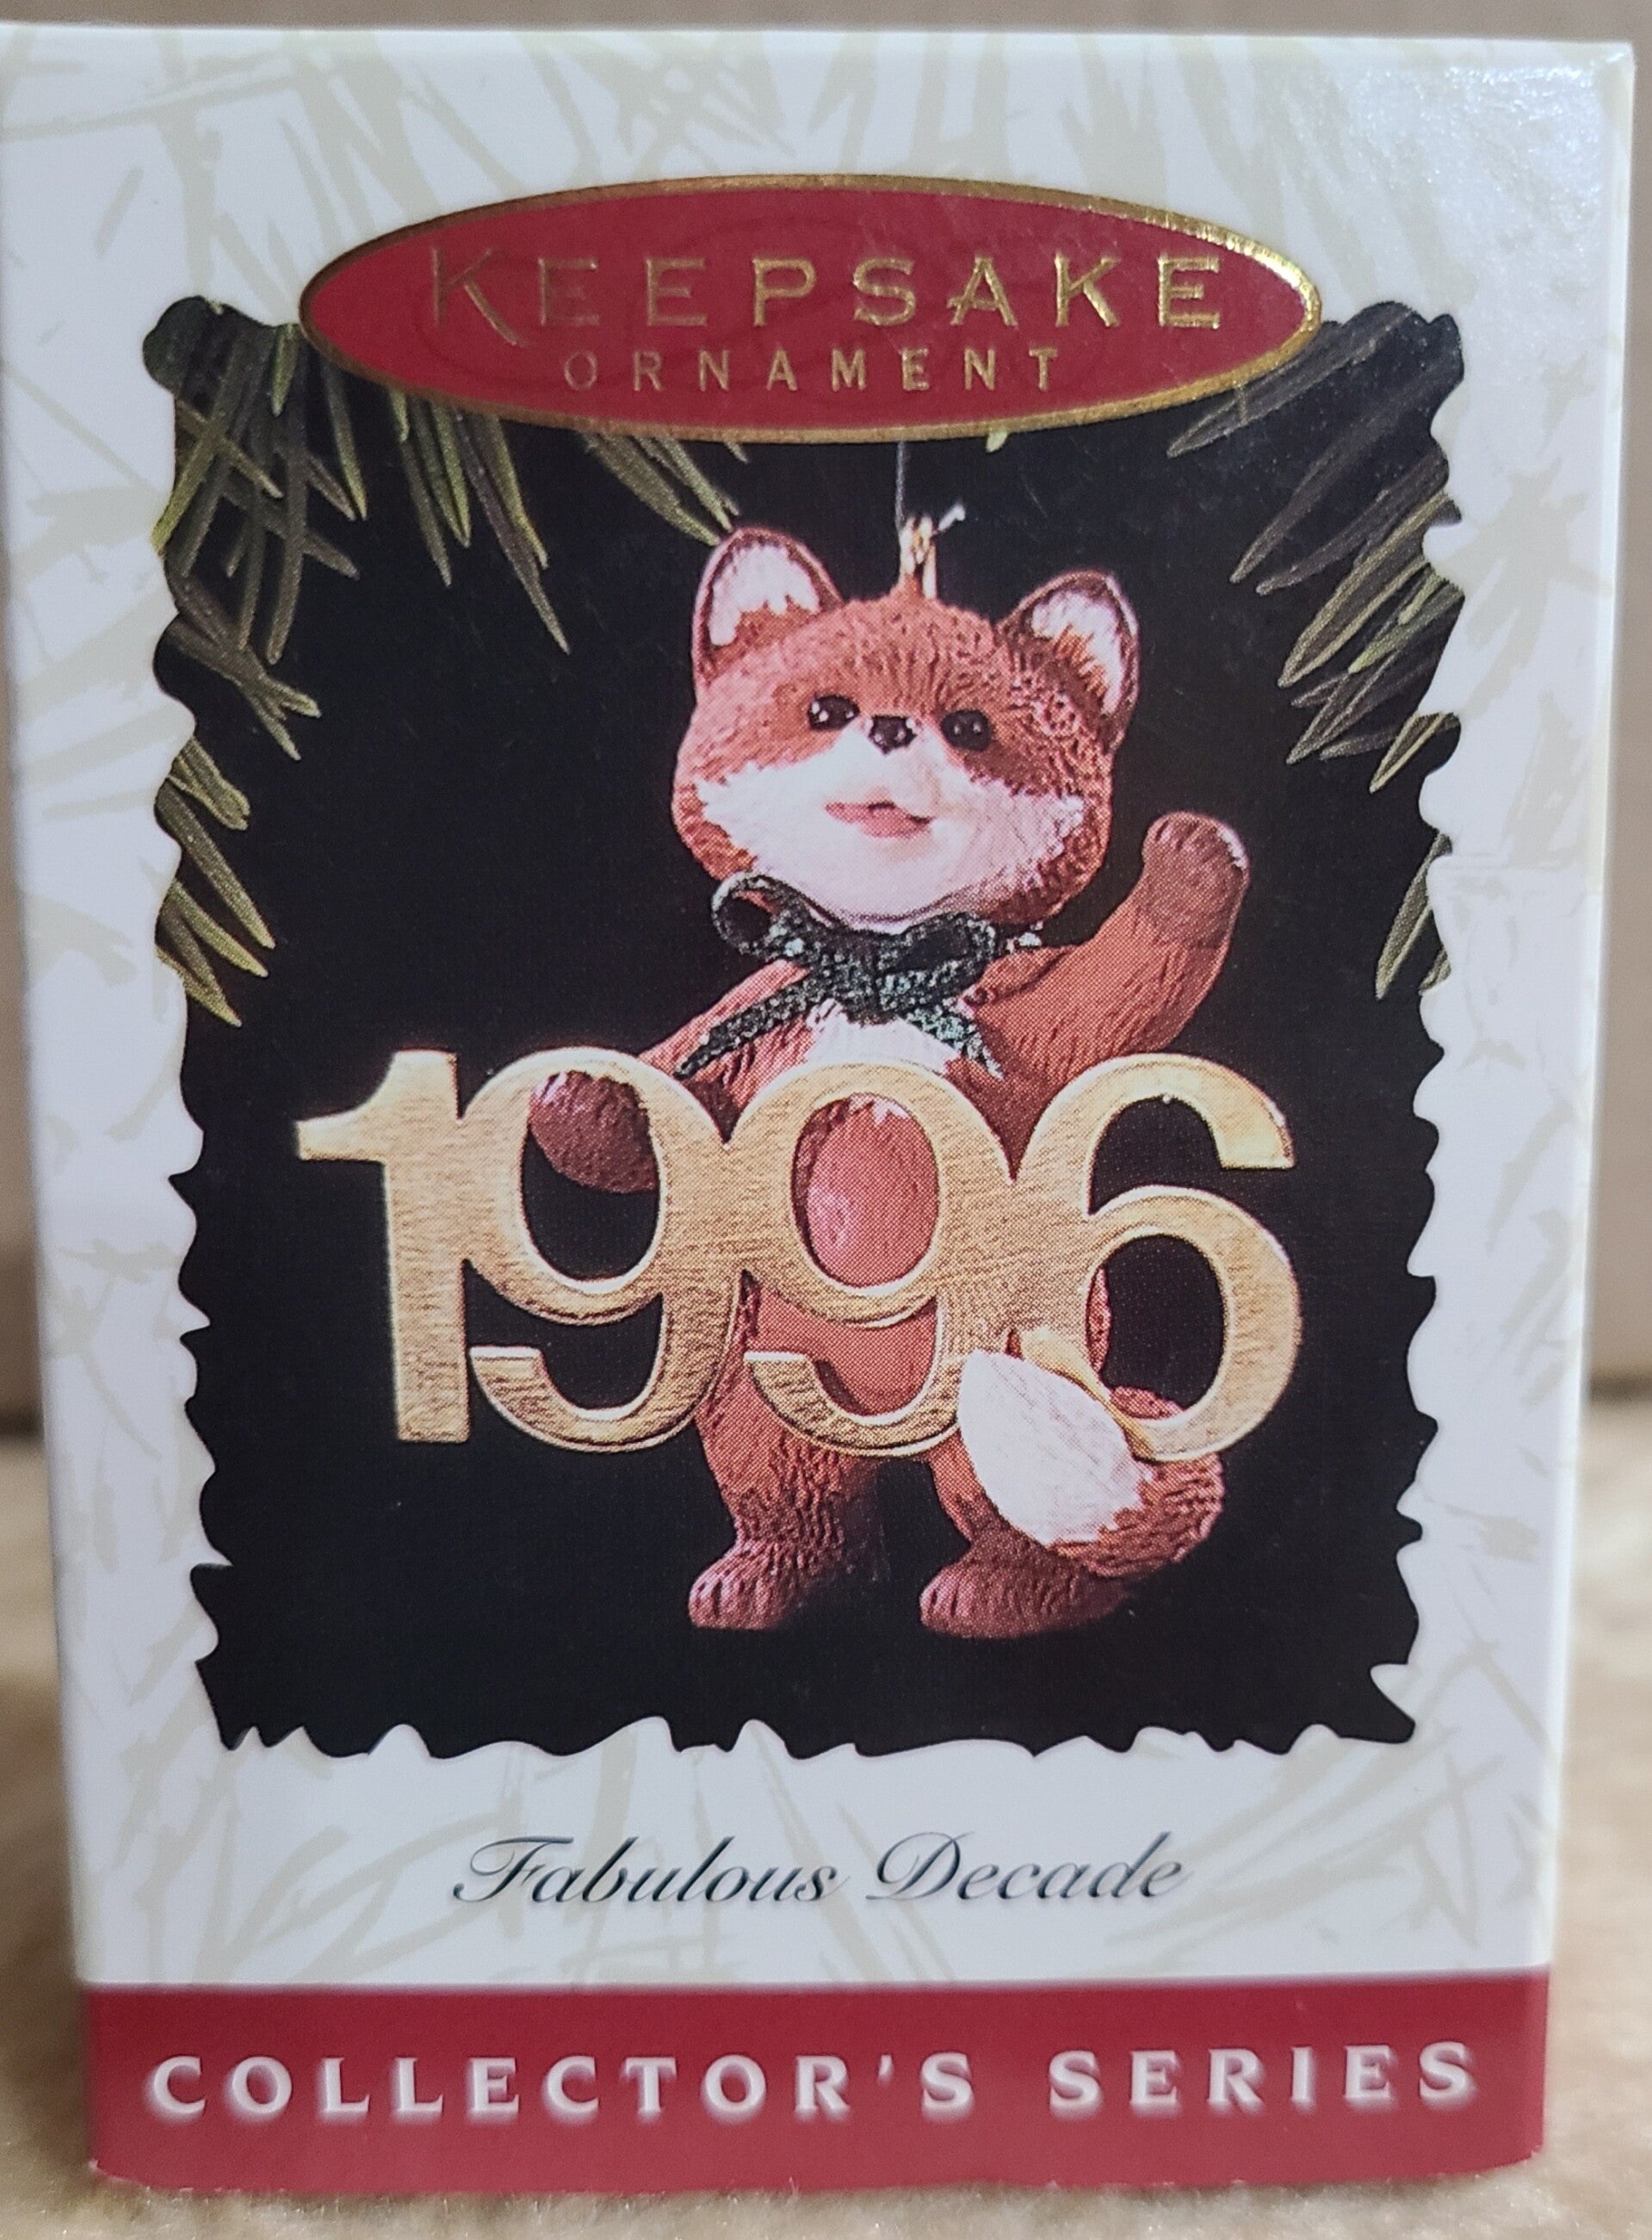 KEEPSAKE
ORNAMENT
1996
Fabulous Decade
COLLECTOR'S SERIES